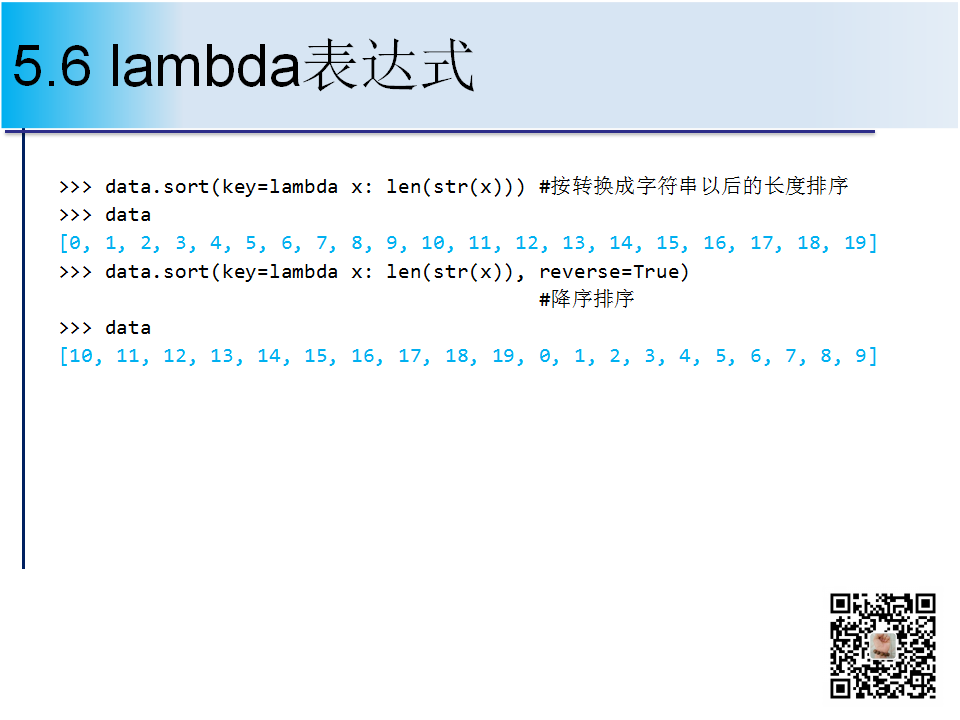 5.6 lambda表达式
>>> data.sort(key=lambda x: len(str(x))) #按转换成字符串以后的长度排序
>>> data
[0, 1, 2, 3, 4, 5, 6, 7, 8, 9, 10, 11, 12, 13, 14, 15, 16, 17, 18, 19]
>>> data.sort(key=lambda x: len(str(x)), reverse=True)
#降序排序
>>> data
[10, 11, 12, 13, 14, 15, 16, 17, 18, 19, 0, 1, 2, 3, 4, 5, 6, 7, 8, 9]